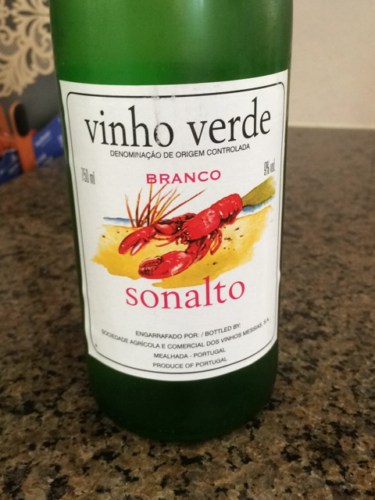 vinho verde
DENOMINAÇÃO DE ORIGEM CONTROLADA
750 ml
BRANCO
9% vol.
sonalto
ENGARRAFADO POR: / BOTTLED BY:
SOCIEDADE AGRÍCOLA E COMERCIAL DOS VINHOS MESSIAS, S.A.
MEALHADA - PORTUGAL
PRODUCE OF PORTUGAL